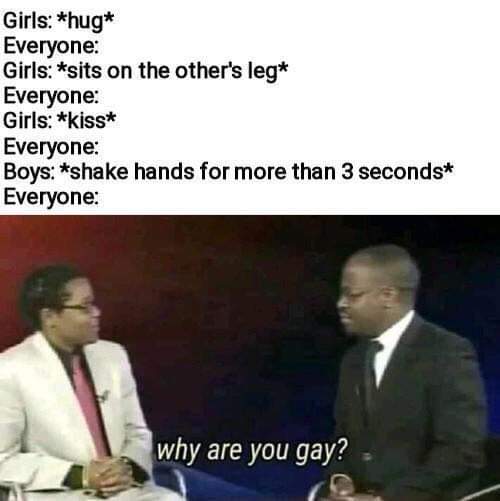 Girls: *hug*
Everyone:
Girls: *sits on the other's leg*
Everyone:
Girls: *kiss*
Everyone:
Boys: *shake hands for more than 3 seconds*
Everyone:
why are you gay?